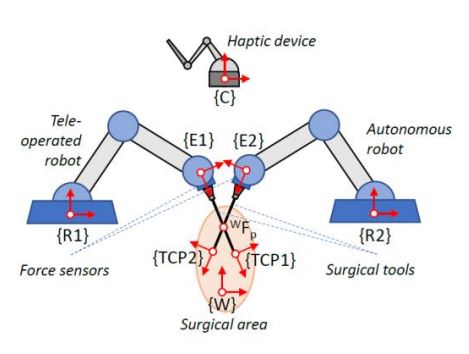 Haptic device
{C}
Tele-
operated
robot
{E1}
{E2}
Autonomous
robot
{R1}
{R2}
WFp
{TCP2}
{TCP1}
Force sensors
Surgical tools
{W}
Surgical area